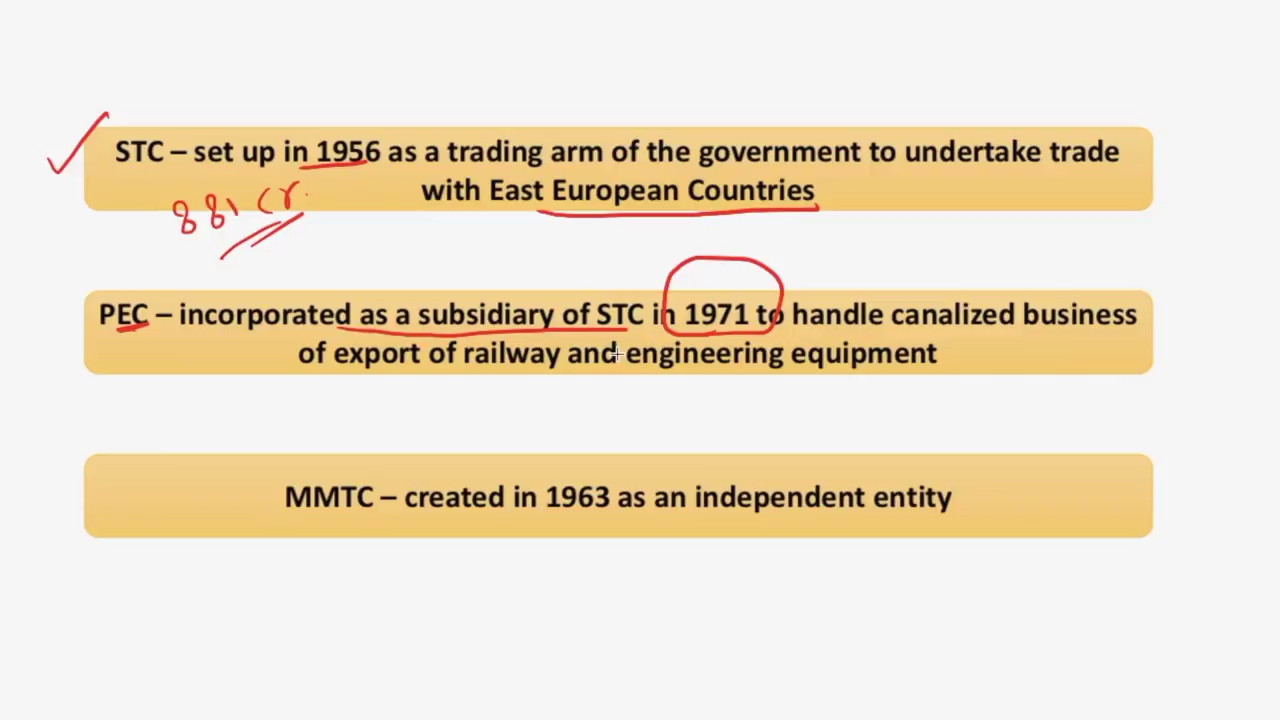 STC – set up in 1956 as a trading arm of the government to undertake trade
with East European Countries
881 Cr.
PEC – incorporated as a subsidiary of STC in 1971 to handle canalized business
of export of railway and engineering equipment
MMTC – created in 1963 as an independent entity